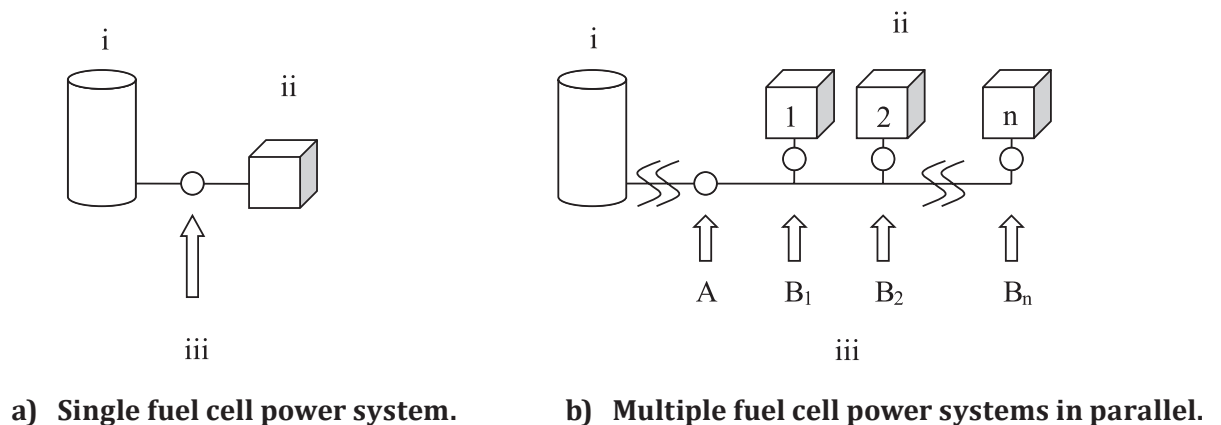 i
ii
iii
a) Single fuel cell power system.
i
ii
1 2 n
A B₁ B₂ Bₙ
iii
b) Multiple fuel cell power systems in parallel.